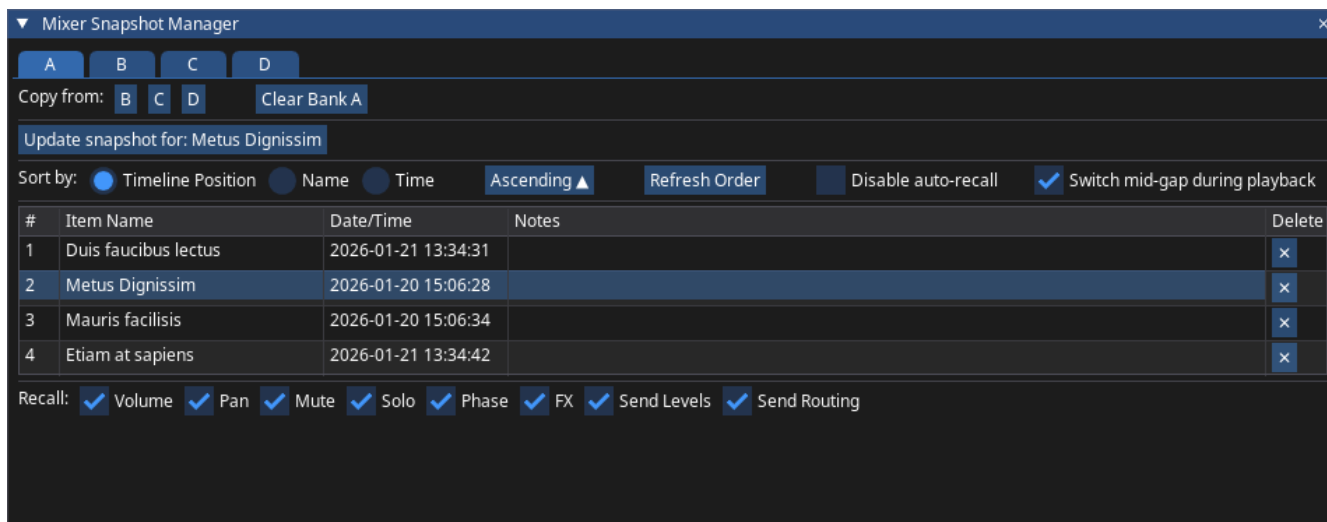 ▼ Mixer Snapshot Manager ×
A B C D
Copy from: B C D Clear Bank A
Update snapshot for: Metus Dignissim
Sort by: Timeline Position Name Time Ascending ▲ Refresh Order Disable auto-recall Switch mid-gap during playback
# Item Name Date/Time Notes Delete
1 Duis faucibus lectus 2026-01-21 13:34:31 ×
2 Metus Dignissim 2026-01-20 15:06:28 ×
3 Mauris facilisis 2026-01-20 15:06:34 ×
4 Etiam at sapiens 2026-01-21 13:34:42 ×
Recall: Volume Pan Mute Solo Phase FX Send Levels Send Routing